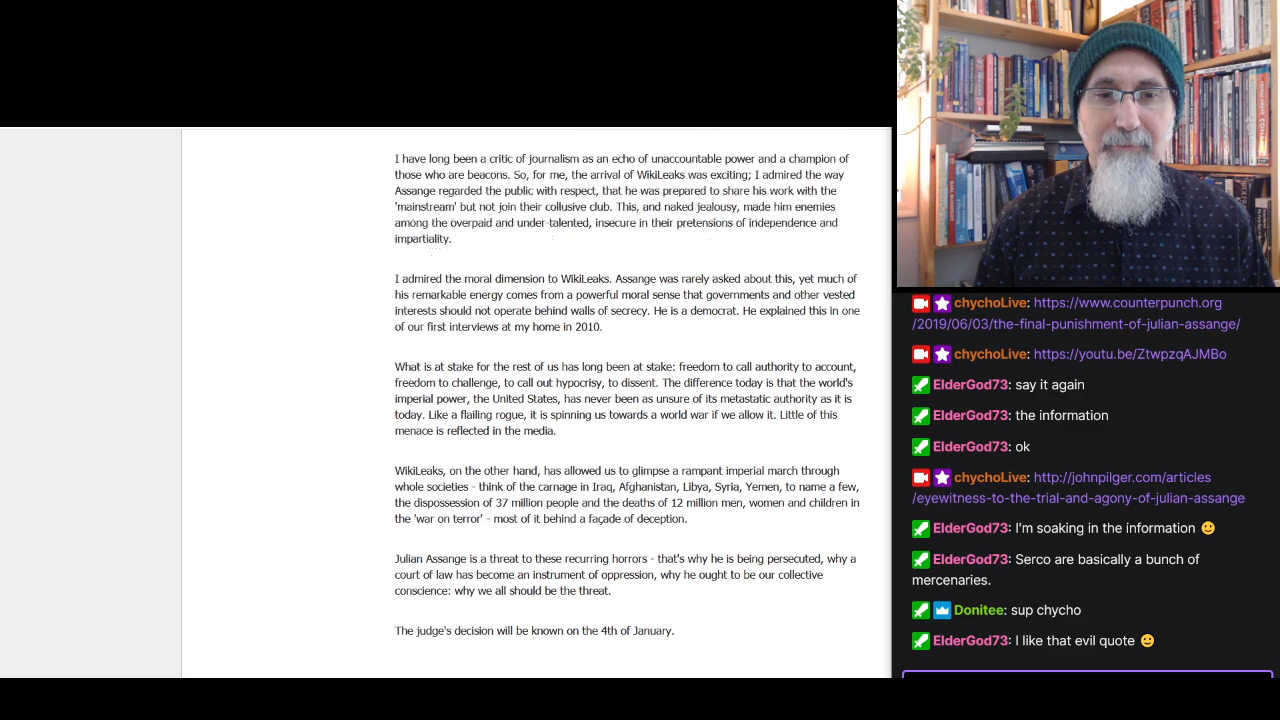 I have long been a critic of journalism as an echo of unaccountable power and a champion of
those who are beacons. So, for me, the arrival of WikiLeaks was exciting; I admired the way
Assange regarded the public with respect, that he was prepared to share his work with the
'mainstream' but not join their collusive club. This, and naked jealousy, made him enemies
among the overpaid and under-talented, insecure in their pretensions of independence and
impartiality.
I admired the moral dimension to WikiLeaks. Assange was rarely asked about this, yet much of
his remarkable energy comes from a powerful moral sense that governments and other vested
interests should not operate behind walls of secrecy. He is a democrat. He explained this in one
of our first interviews at my home in 2010.
What is at stake for the rest of us has long been at stake: freedom to call authority to account,
freedom to challenge, to call out hypocrisy, to dissent. The difference today is that the world's
imperial power, the United States, has never been as unsure of its metastatic authority as it is
today. Like a flailing rogue, it is spinning us towards a world war if we allow it. Little of this
menace is reflected in the media.
WikiLeaks, on the other hand, has allowed us to glimpse a rampant imperial march through
whole societies - think of the carnage in Iraq, Afghanistan, Libya, Syria, Yemen, to name a few,
the dispossession of 37 million people and the deaths of 12 million men, women and children in
the 'war on terror' - most of it behind a façade of deception.
Julian Assange is a threat to these recurring horrors - that's why he is being persecuted, why a
court of law has become an instrument of oppression, why he ought to be our collective
conscience: why we all should be the threat.
The judge's decision will be known on the 4th of January.
chychoLive: https://www.counterpunch.org
/2019/06/03/the-final-punishment-of-julian-assange/
chychoLive: https://youtu.be/ZtwpzqAJMBo
ElderGod73: say it again
ElderGod73: the information
ElderGod73: ok
chychoLive: http://johnpilger.com/articles
/eyewitness-to-the-trial-and-agony-of-julian-assange
ElderGod73: I'm soaking in the information 🙂
ElderGod73: Serco are basically a bunch of
mercenaries.
Donitee: sup chycho
ElderGod73: I like that evil quote 🙂